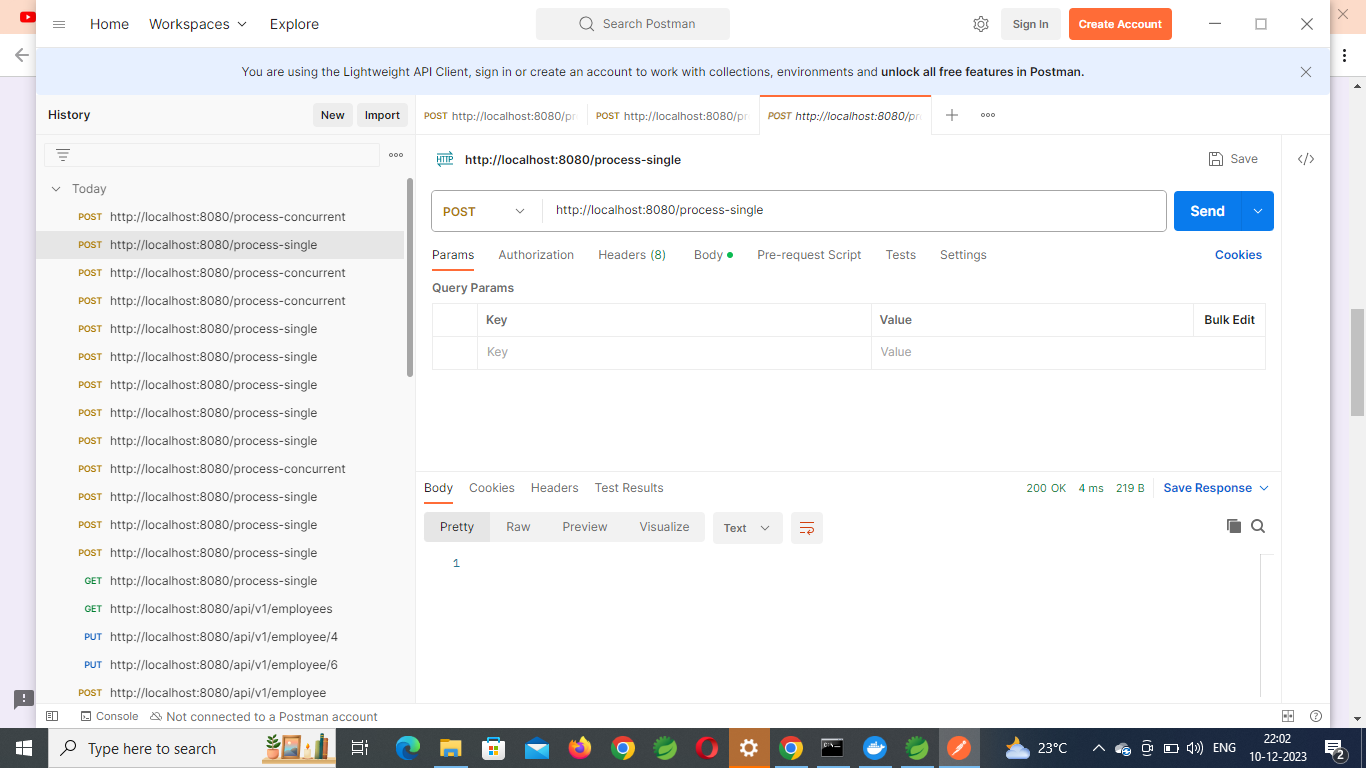 Home Workspaces Explore Search Postman Sign In Create Account
You are using the Lightweight API Client, sign in or create an account to work with collections, environments and unlock all free features in Postman.
History New Import
POST http://localhost:8080/pr POST http://localhost:8080/pr POST http://localhost:8080/pr
HTTP http://localhost:8080/process-single Save
Today
POST http://localhost:8080/process-concurrent
POST http://localhost:8080/process-single
POST http://localhost:8080/process-concurrent
POST http://localhost:8080/process-concurrent
POST http://localhost:8080/process-single
POST http://localhost:8080/process-single
POST http://localhost:8080/process-single
POST http://localhost:8080/process-single
POST http://localhost:8080/process-single
POST http://localhost:8080/process-concurrent
POST http://localhost:8080/process-single
POST http://localhost:8080/process-single
POST http://localhost:8080/process-single
GET http://localhost:8080/process-single
GET http://localhost:8080/api/v1/employees
PUT http://localhost:8080/api/v1/employee/4
PUT http://localhost:8080/api/v1/employee/6
POST http://localhost:8080/api/v1/employee
POST http://localhost:8080/process-single Send
Params Authorization Headers (8) Body Pre-request Script Tests Settings Cookies
Query Params
Key Value Bulk Edit
Key Value
Body Cookies Headers Test Results 200 OK 4 ms 219 B Save Response
Pretty Raw Preview Visualize Text
1
Console Not connected to a Postman account
Type here to search 23°C ENG 22:02
10-12-2023 2